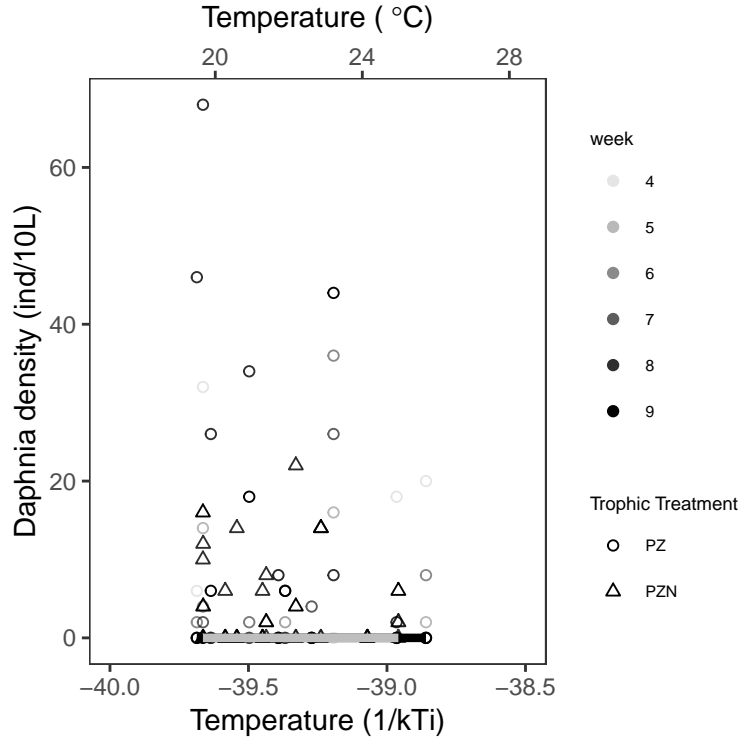 Temperature ( °C)
20 24 28
60
40
20
0
Daphnia density (ind/10L)
−40.0 −39.5 −39.0 −38.5
Temperature (1/kTi)
week
4
5
6
7
8
9
Trophic Treatment
PZ
PZN